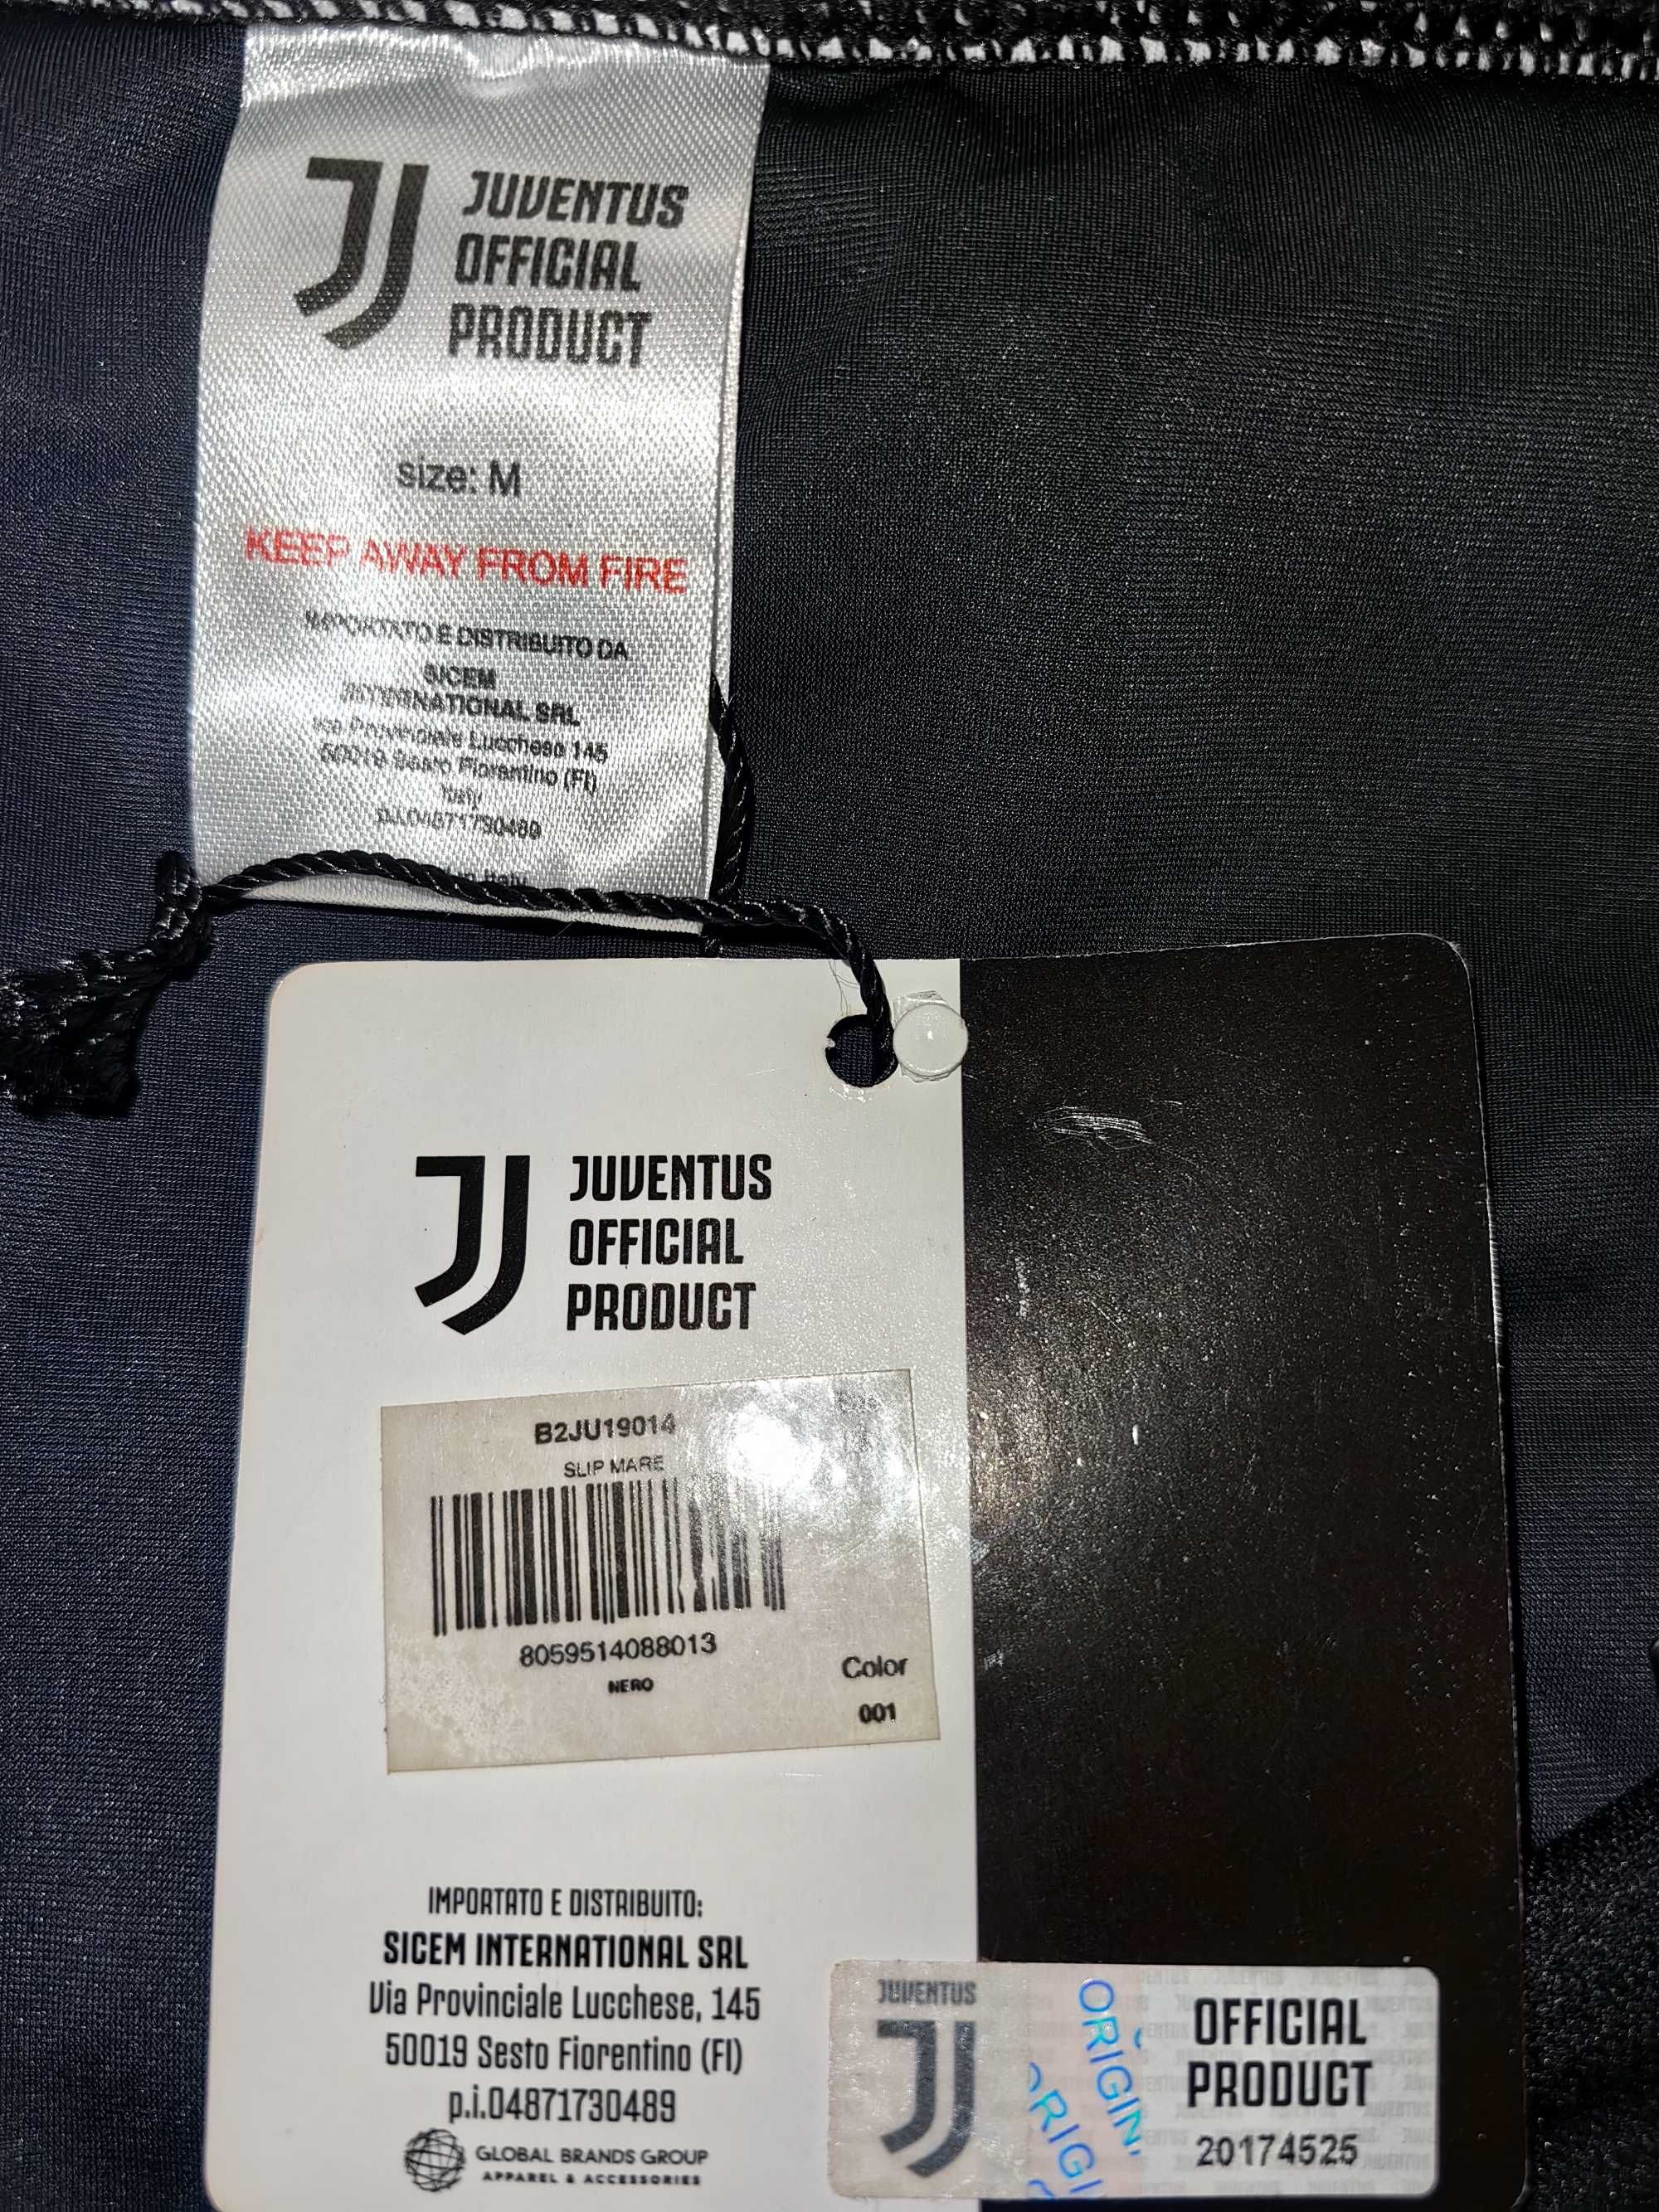 JUVENTUS
OFFICIAL
PRODUCT
size: M
KEEP AWAY FROM FIRE
IMPORTATO E DISTRIBUITO DA
SICEM
INTERNATIONAL SRL
via Provinciale Lucchese 145
50019 Sesto Fiorentino (FI)
Italy
p.i.04871730489
JUVENTUS
OFFICIAL
PRODUCT
B2JU19014
SLIP MARE
8059514088013
NERO
Color
001
IMPORTATO E DISTRIBUITO:
SICEM INTERNATIONAL SRL
Via Provinciale Lucchese, 145
50019 Sesto Fiorentino (FI)
p.i.04871730489
GLOBAL BRANDS GROUP
APPAREL & ACCESSORIES
JUVENTUS
OFFICIAL
PRODUCT
20174525